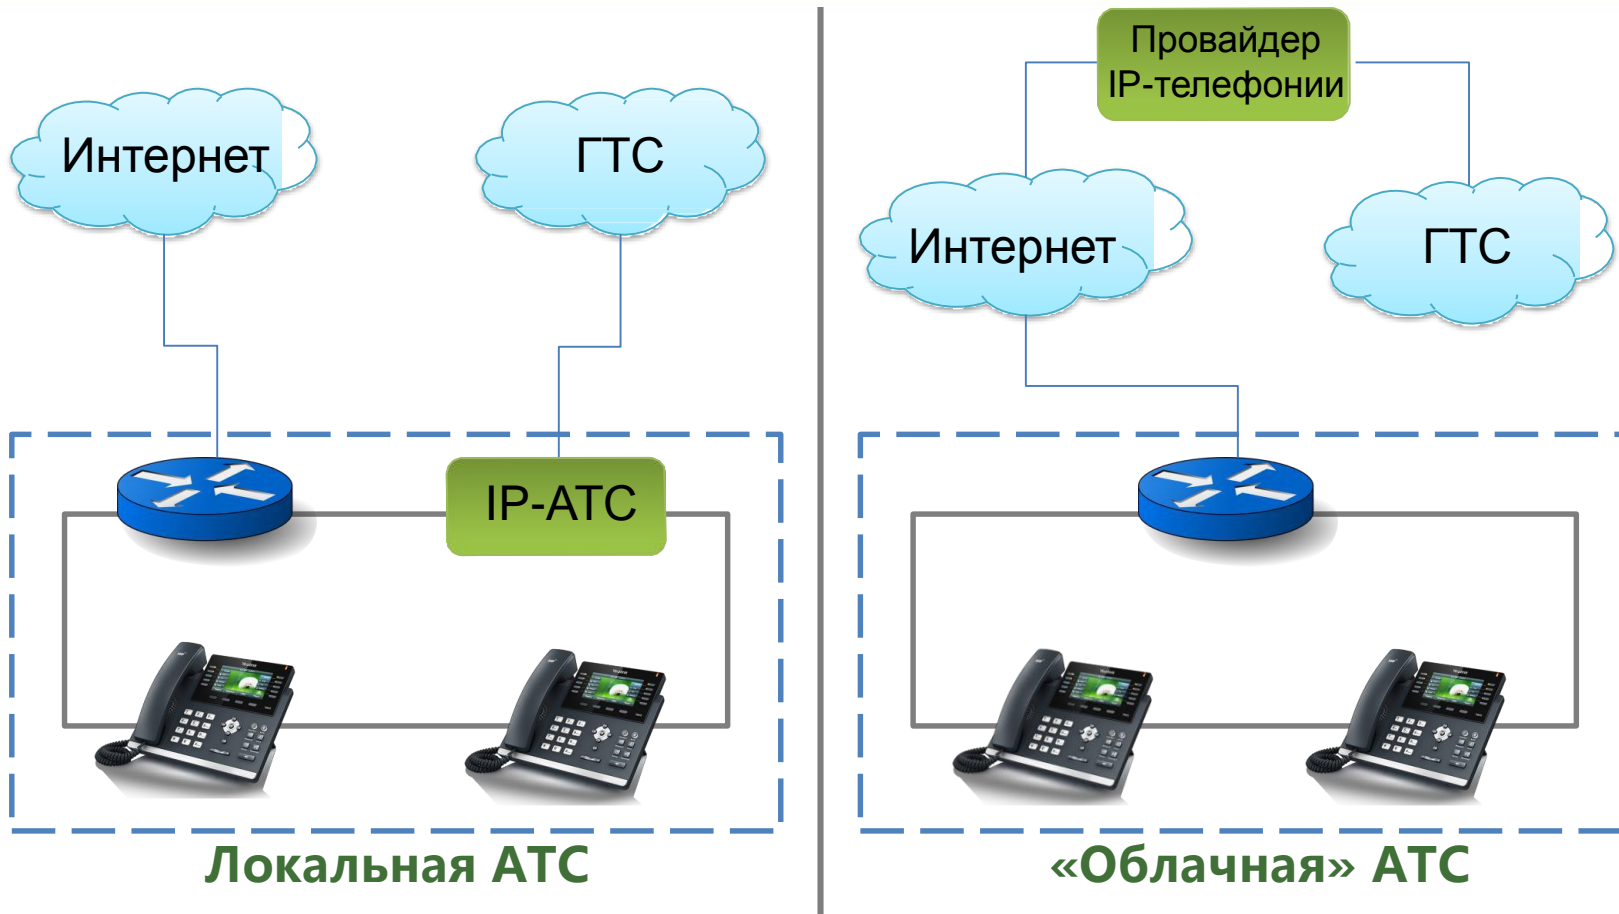 Интернет
ГТС
IP-АТС
Локальная АТС
Провайдер
IP-телефонии
Интернет
ГТС
«Облачная» АТС